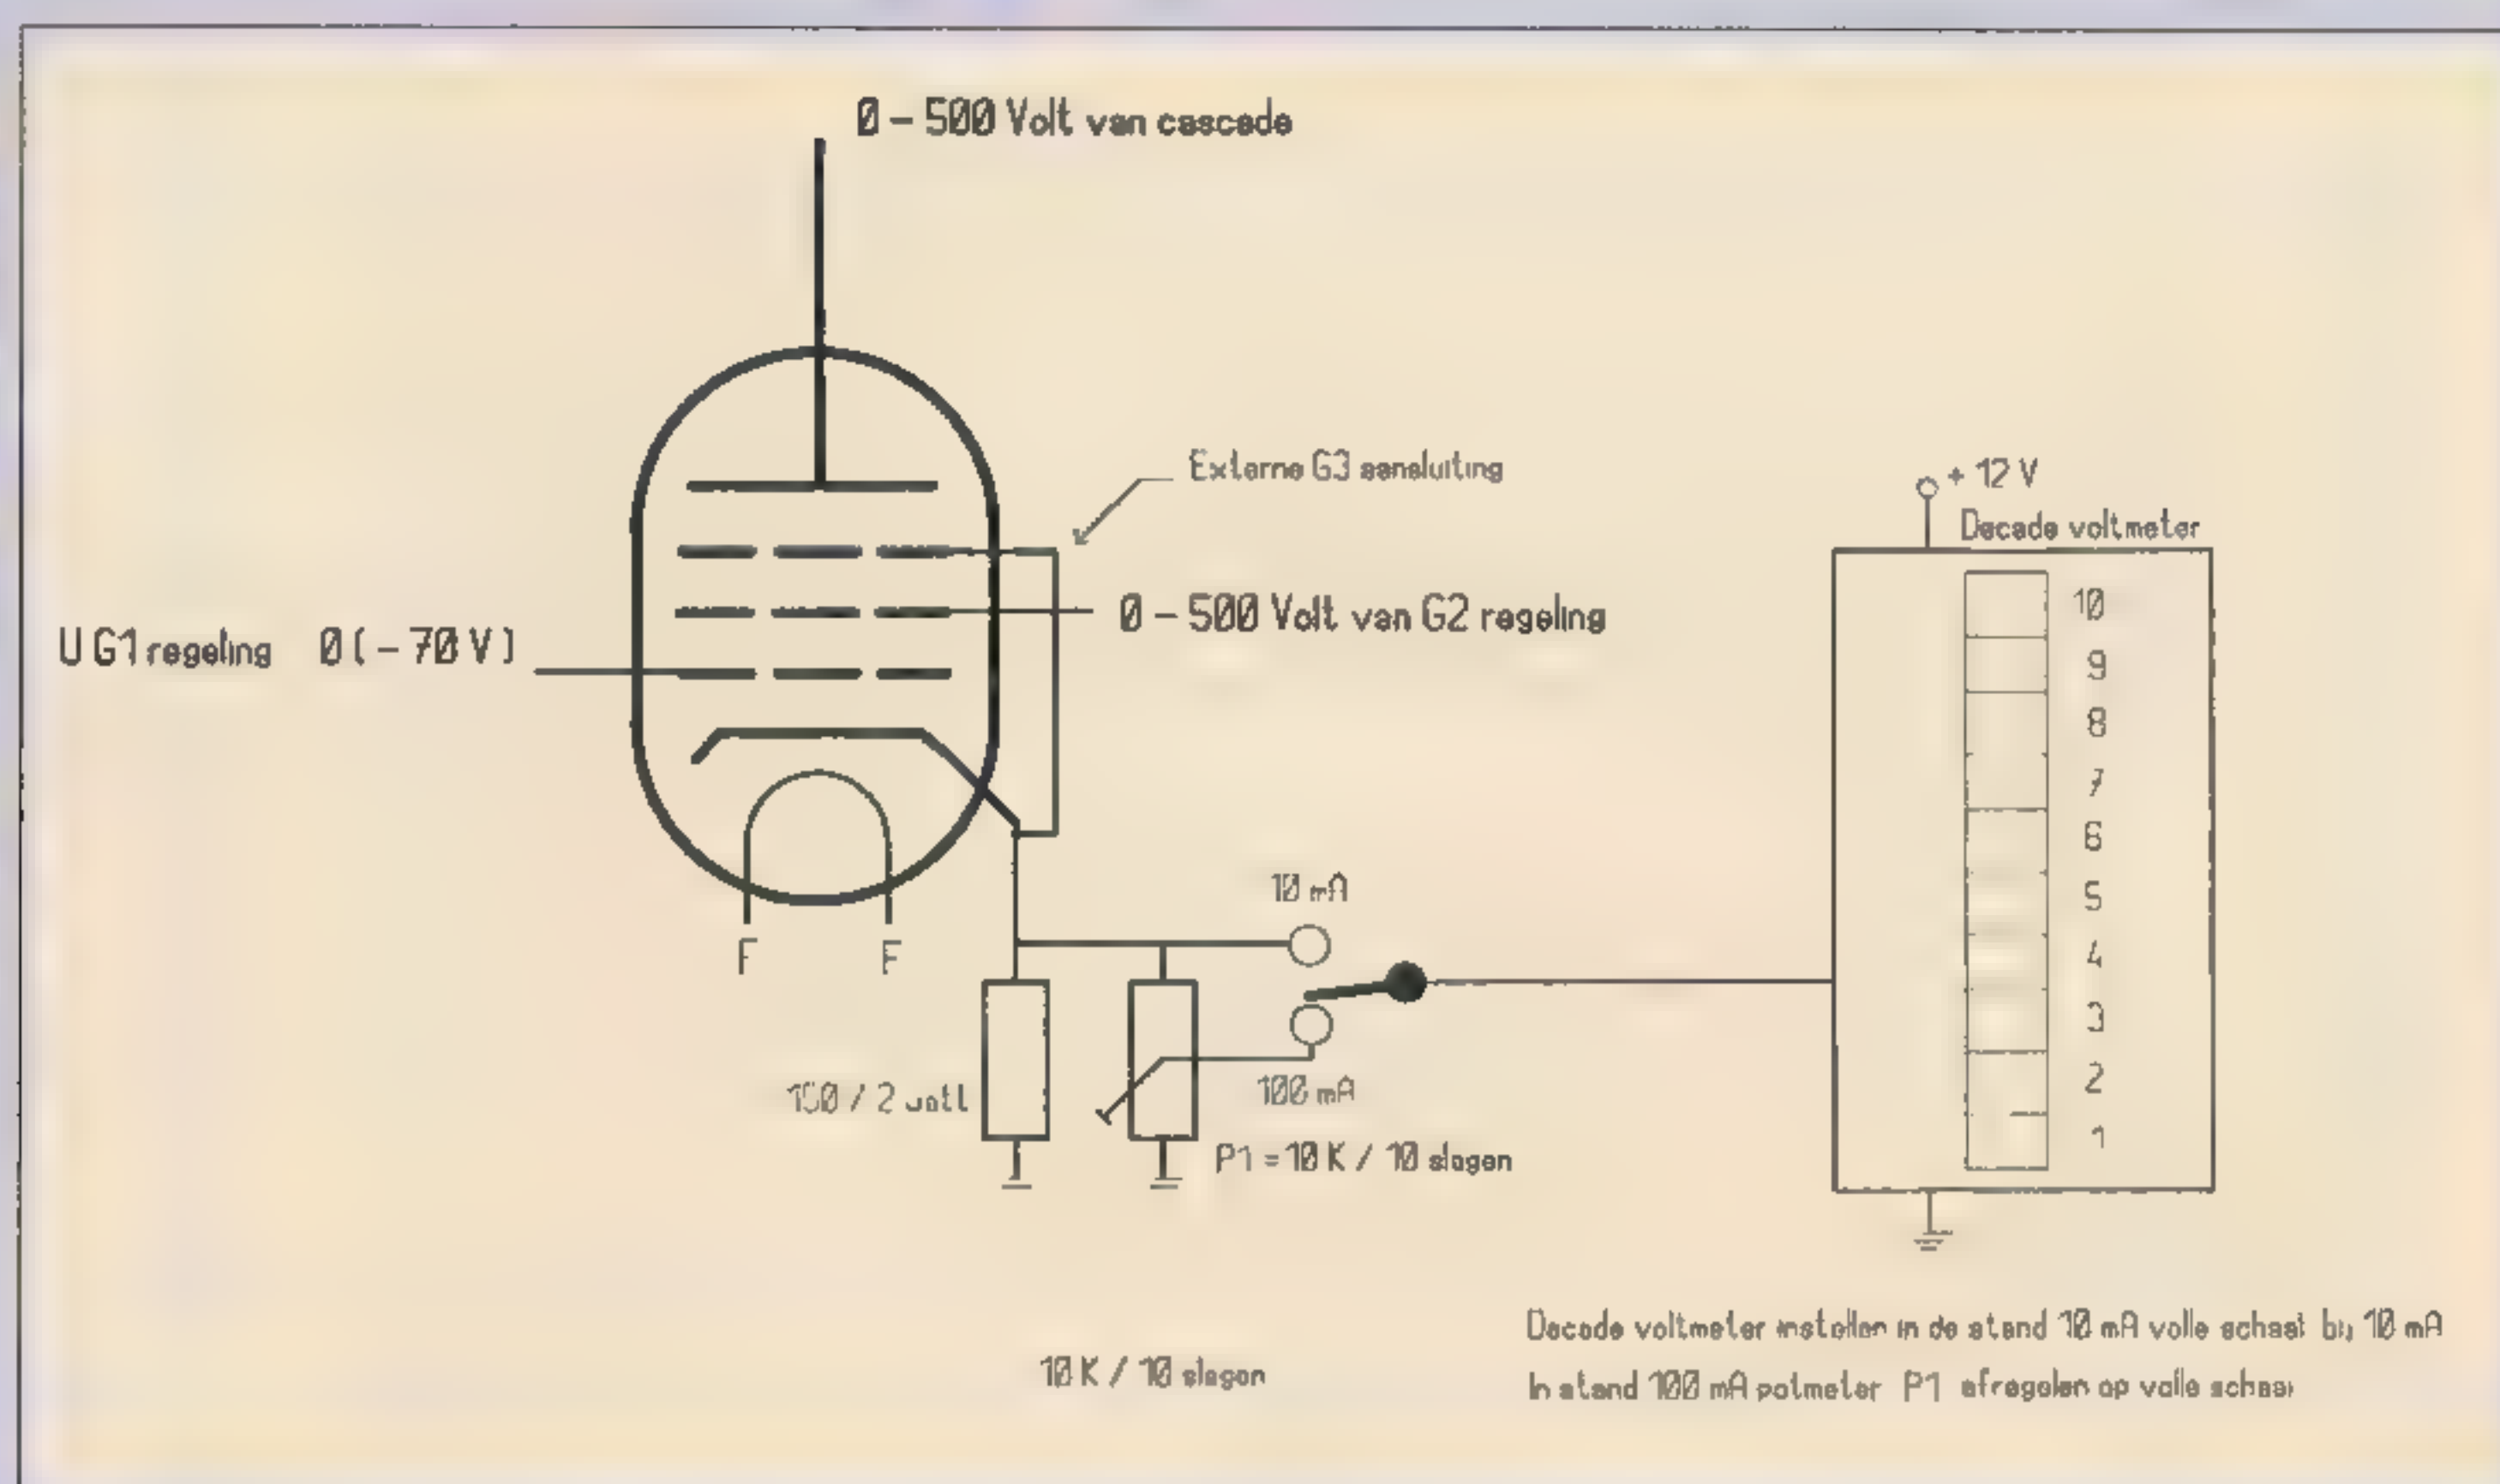 0 – 500 Volt van cascade
Externe G3 aansluiting
+ 12 V
Decade voltmeter
0 – 500 Volt van G2 regeling
U G1 regeling 0 ( – 70 V )
10
9
8
7
6
5
4
3
2
1
10 mA
F F
/ 2 watt
100 mA
P1 = 10 K / 10 slagen
Decade voltmeter instellen in de stand 10 mA volle schaal bij 10 mA
10 K / 10 slagen
In stand 100 mA potmeter P1 afregelen op volle schaal